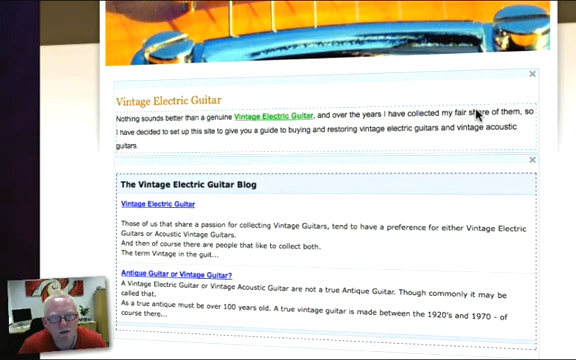 Vintage Electric Guitar
Nothing sounds better than a genuine Vintage Electric Guitar, and over the years I have collected my fair share of them, so
I have decided to set up this site to give you a guide to buying and restoring vintage electric guitars and vintage acoustic
guitars.
The Vintage Electric Guitar Blog
Vintage Electric Guitar
Those of us that share a passion for collecting Vintage Guitars, tend to have a preference for either Vintage Electric
Guitars or Acoustic Vintage Guitars.
And then of course there are people that like to collect both.
The term Vintage in the guit...
Antique Guitar or Vintage Guitar?
A Vintage Electric Guitar or Vintage Acoustic Guitar are not a true Antique Guitar. Though commonly it may be
called that.
As a true antique must be over 100 years old. A true vintage guitar is made between the 1920's and 1970 - of
course there...